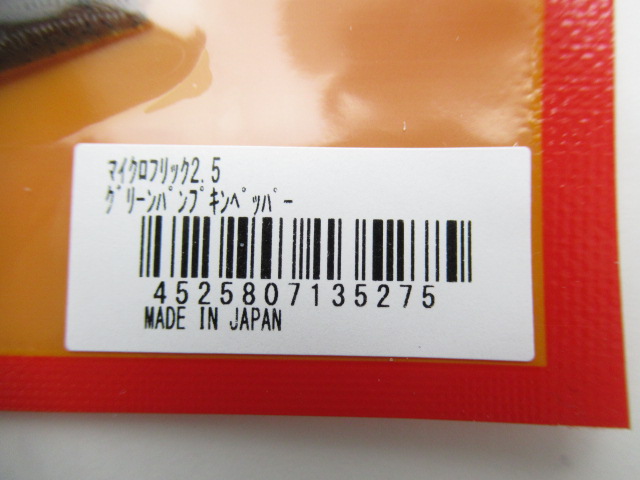 ﾏｲｸﾛﾌﾘｯｸ2.5
ｸﾞﾘｰﾝﾊﾟﾝﾌﾟｷﾝﾍﾟｯﾊﾟｰ
4525807135275
MADE IN JAPAN